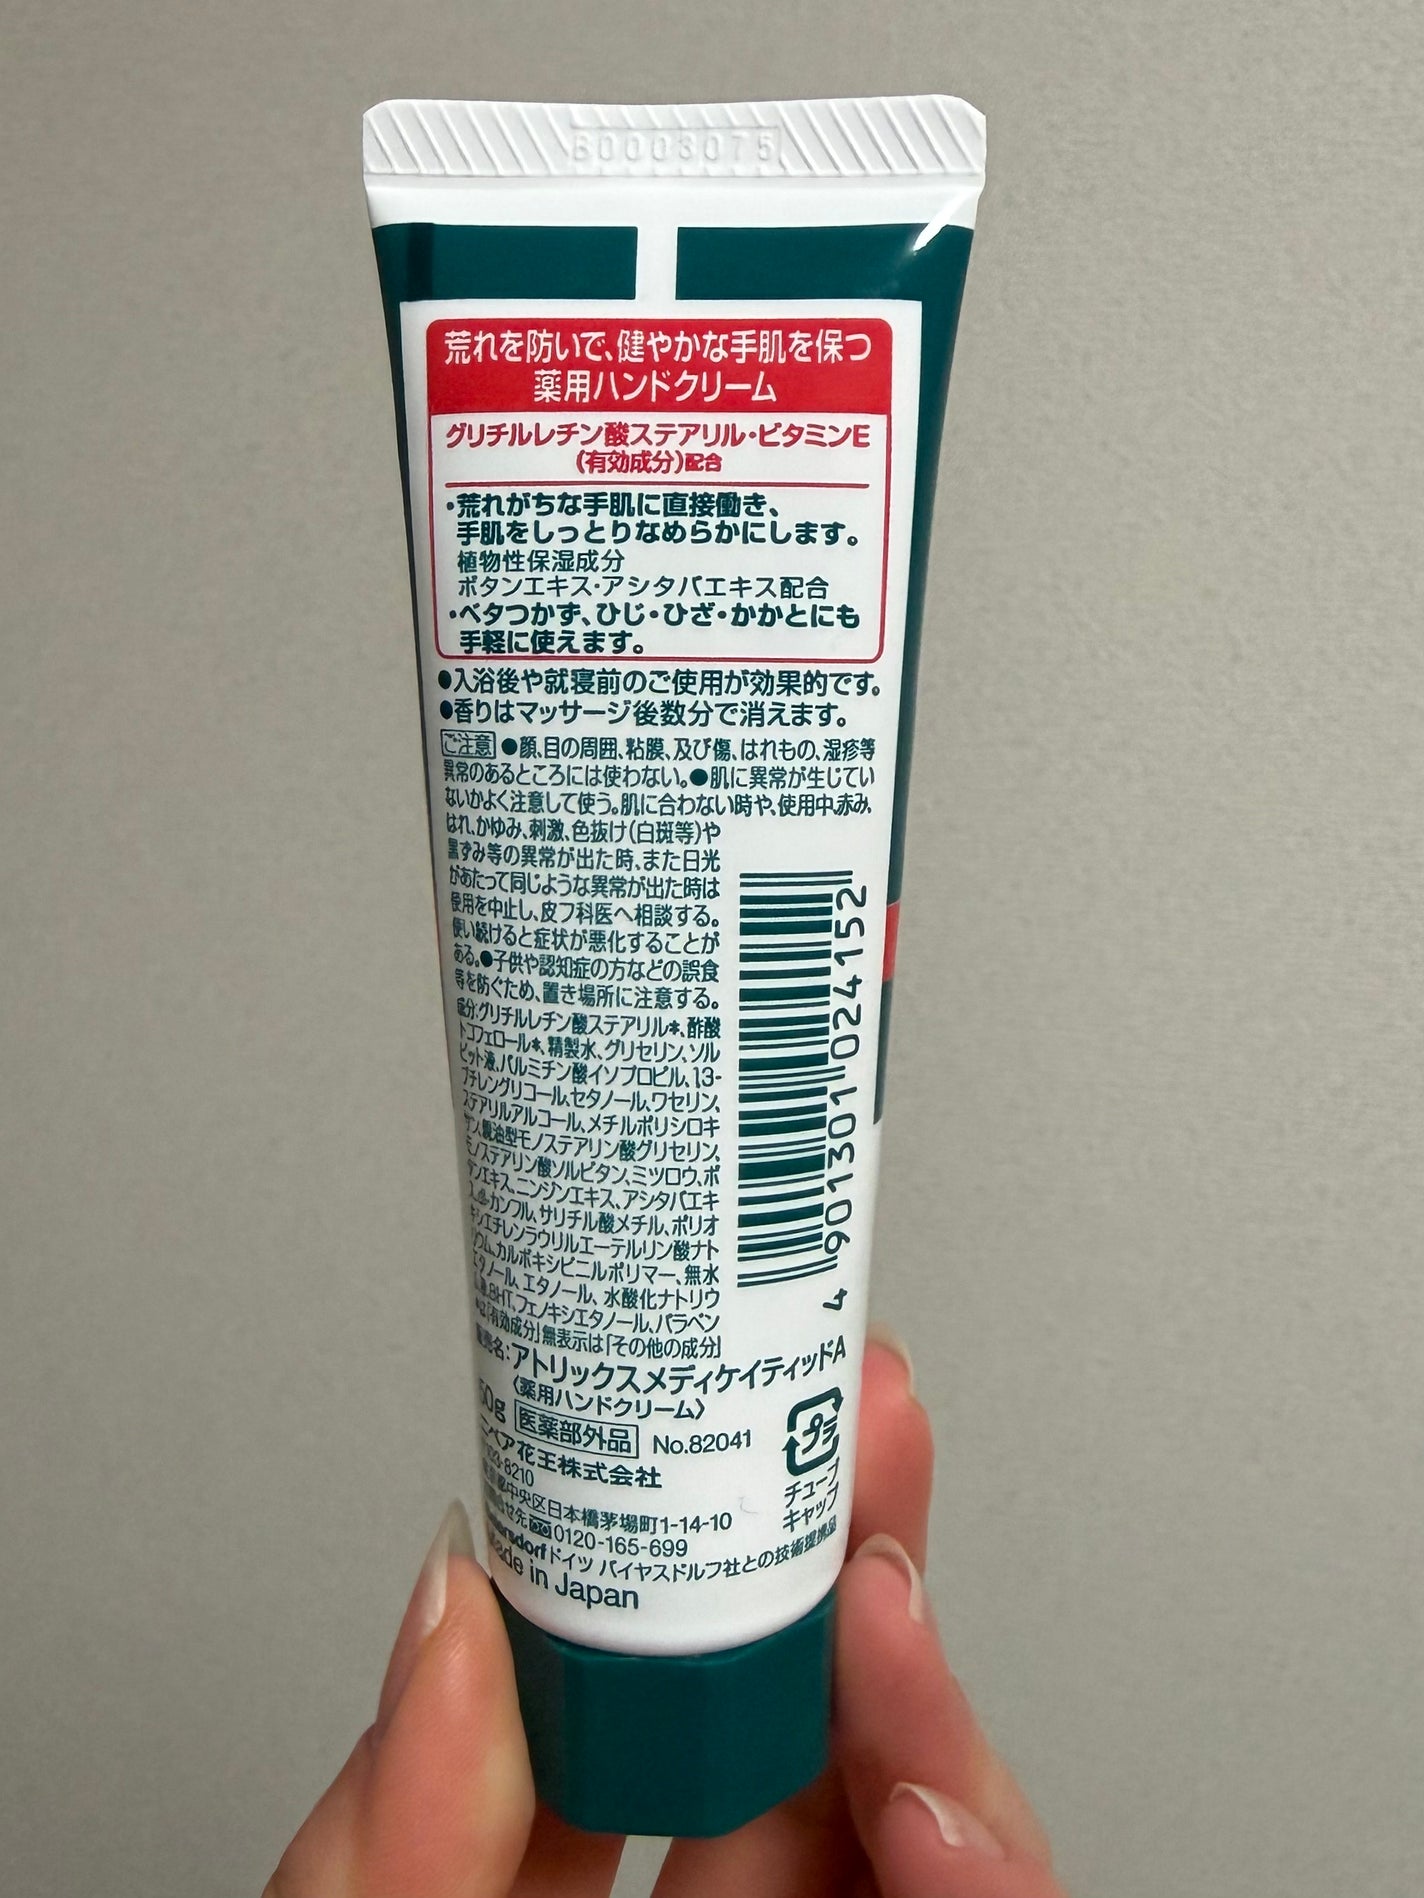 B0003075
荒れを防いで、健やかな手肌を保つ
薬用ハンドクリーム
グリチルレチン酸ステアリル・ビタミンE
(有効成分)配合
・荒れがちな手肌に直接働き、
手肌をしっとりなめらかにします。
植物性保湿成分
ボタンエキス・アシタバエキス配合
・ベタつかず、ひじ・ひざ・かかとにも
手軽に使えます。
●入浴後や就寝前のご使用が効果的です。
●香りはマッサージ後数分で消えます。
ご注意 ●顔、目の周囲、粘膜、及び傷、はれもの、湿疹等
異常のあるところには使わない。●肌に異常が生じてい
ないかよく注意して使う。肌に合わない時や、使用中、赤み、
はれ、かゆみ、刺激、色抜け(白斑等)や
黒ずみ等の異常が出た時、また日光
があたって同じような異常が出た時は
使用を中止し、皮フ科医へ相談する。
使い続けると症状が悪化することが
ある。●子供や認知症の方などの誤食
等を防ぐため、置き場所に注意する。
成分:グリチルレチン酸ステアリル*、酢酸
トコフェロール*、精製水、グリセリン、ソル
ビット液、パルミチン酸イソプロピル、1,3-
ブチレングリコール、セタノール、ワセリン、
ステアリルアルコール、メチルポリシロキ
サン、親油型モノステアリン酸グリセリン、
モノステアリン酸ソルビタン、ミツロウ、ボ
タンエキス、ニンジンエキス、アシタバエキ
ス、dl-カンフル、サリチル酸メチル、ポリオ
キシエチレンラウリルエーテルリン酸ナト
リウム、カルボキシビニルポリマー、無水
エタノール、エタノール、水酸化ナトリウ
BHT、フェノキシエタノール、パラベン
*は「有効成分」無表示は「その他の成分」
販売名:アトリックスメディケイティッドA
〈薬用ハンドクリーム〉
50g 医薬部外品 No.82041
ニベア花王株式会社
-8210
中央区日本橋茅場町1-14-10
せ先 0120-165-699
dorf ドイツ バイヤスドルフ社との技術提携品
Made in Japan
4 901301 024152
プラ
チューブ
キャップ